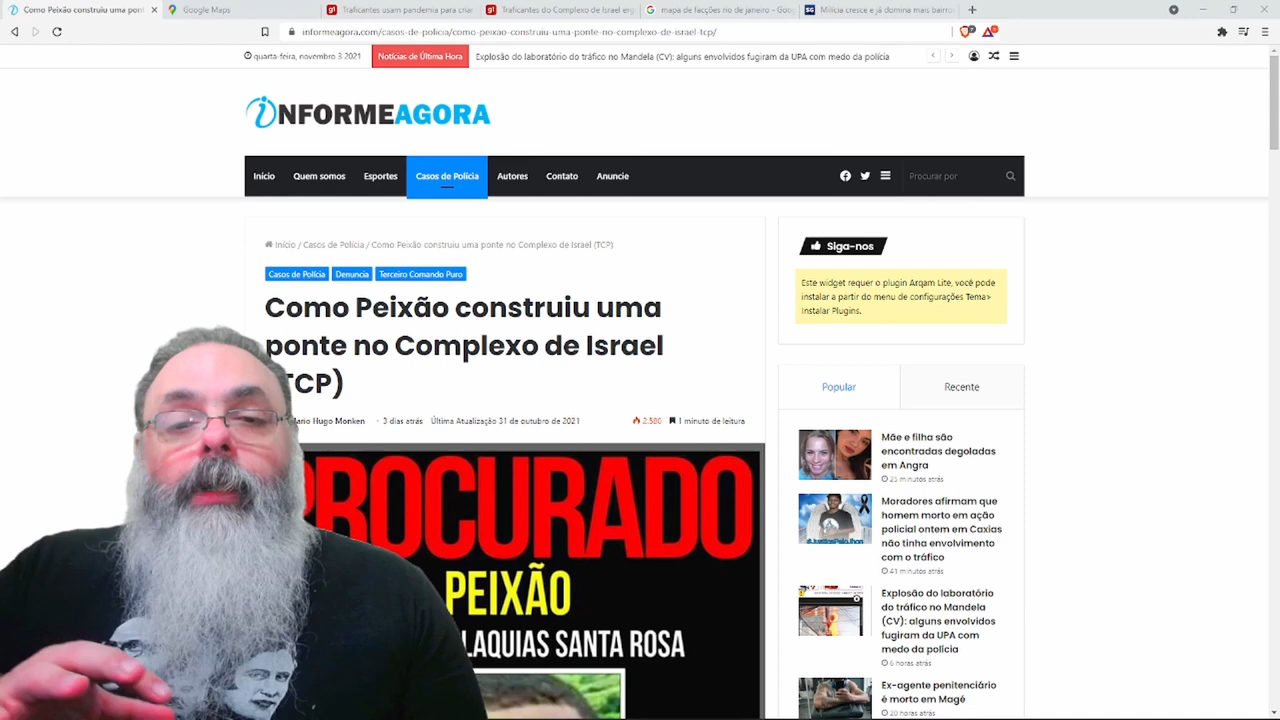 Como Peixão construiu uma pont
Google Maps
Traficantes usam pandemia para criar
Traficantes do Complexo de Israel erg
mapa de facções rio de janeiro - Goo
Milícia cresce e já domina mais bairro
informeagora.com/casos-de-policia/como-peixao-construiu-uma-ponte-no-complexo-de-israel-tcp/
quarta-feira, novembro 3 2021
Notícias de Última Hora
Explosão do laboratório do tráfico no Mandela (CV): alguns envolvidos fugiram da UPA com medo da polícia
iNFORMEAGORA
Início Quem somos Esportes Casos de Polícia Autores Contato Anuncie
Procurar por
Início / Casos de Polícia / Como Peixão construiu uma ponte no Complexo de Israel (TCP)
Casos de Polícia Denuncia Terceiro Comando Puro
Como Peixão construiu uma
ponte no Complexo de Israel
TCP)
Hugo Monken 3 dias atrás Última Atualização 31 de outubro de 2021 2.580 1 minuto de leitura
PROCURADO
PEIXÃO
LAQUIAS SANTA ROSA
Siga-nos
Este widget requer o plugin Arqam Lite, você pode
instalar a partir do menu de configurações Tema>
Instalar Plugins.
Popular Recente
Mãe e filha são
encontradas degoladas
em Angra
25 minutos atrás
Moradores afirmam que
homem morto em ação
policial ontem em Caxias
não tinha envolvimento
com o tráfico
41 minutos atrás
Explosão do laboratório
do tráfico no Mandela
(CV): alguns envolvidos
fugiram da UPA com
medo da polícia
6 horas atrás
Ex-agente penitenciário
é morto em Magé
20 horas atrás